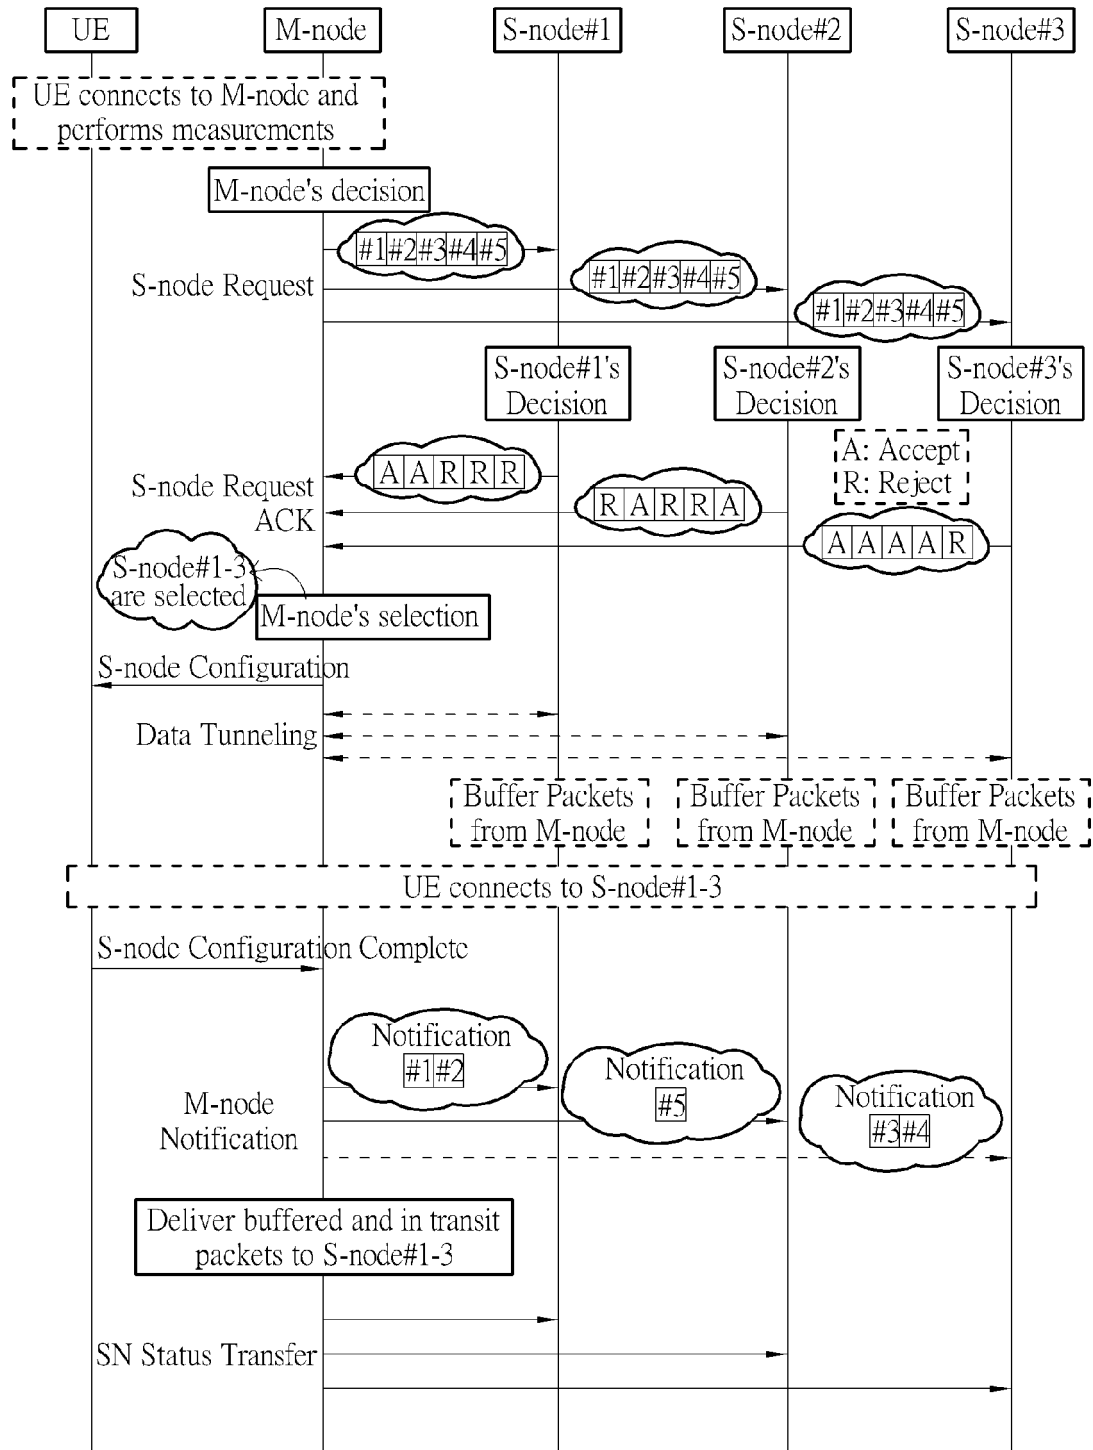 UE
M-node
S-node#1
S-node#2
S-node#3
UE connects to M-node and
performs measurements
M-node's decision
#1 #2 #3 #4 #5
#1 #2 #3 #4 #5
S-node Request
#1 #2 #3 #4 #5
S-node#1's
Decision
S-node#2's
Decision
S-node#3's
Decision
A: Accept
R: Reject
A A R R R
S-node Request
ACK
R A R R A
A A A A R
S-node#1-3
are selected
M-node's selection
S-node Configuration
Data Tunneling
Buffer Packets
from M-node
Buffer Packets
from M-node
Buffer Packets
from M-node
UE connects to S-node#1-3
S-node Configuration Complete
Notification
#1 #2
Notification
#5
Notification
#3 #4
M-node
Notification
Deliver buffered and in transit
packets to S-node#1-3
SN Status Transfer